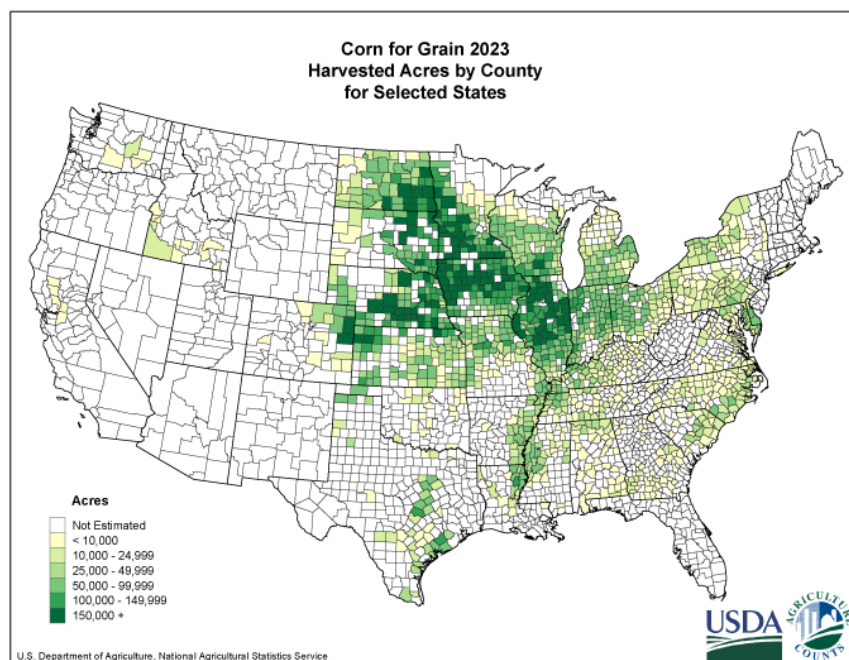 Corn for Grain 2023
Harvested Acres by County
for Selected States
Acres
Not Estimated
< 10,000
10,000 - 24,999
25,000 - 49,999
50,000 - 99,999
100,000 - 149,999
150,000 +
USDA
AGRICULTURE
COUNTS
U.S. Department of Agriculture, National Agricultural Statistics Service